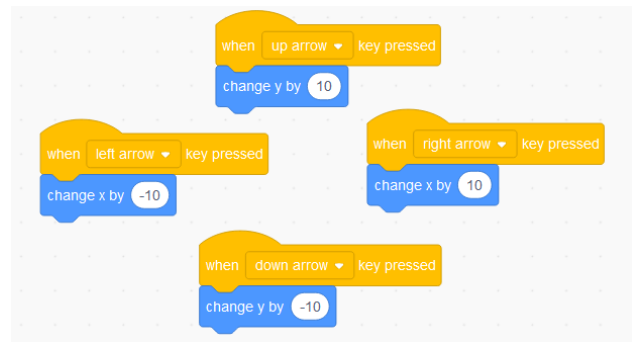 when up arrow key pressed
change y by 10
when left arrow key pressed
change x by -10
when right arrow key pressed
change x by 10
when down arrow key pressed
change y by -10